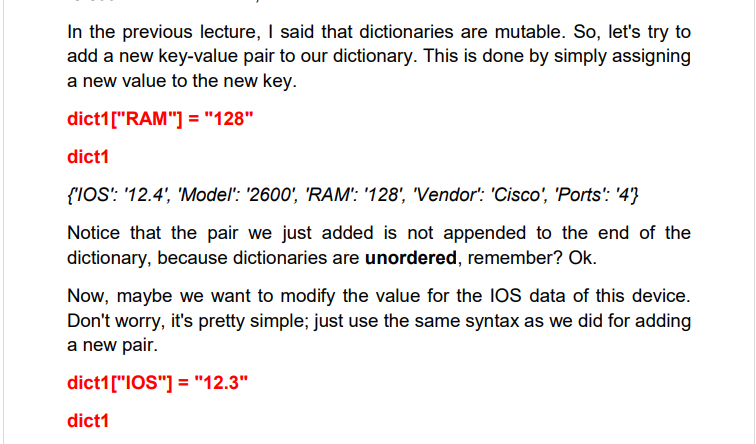 In the previous lecture, I said that dictionaries are mutable. So, let's try to
add a new key-value pair to our dictionary. This is done by simply assigning
a new value to the new key.
dict1["RAM"] = "128"
dict1
{'IOS': '12.4', 'Model': '2600', 'RAM': '128', 'Vendor': 'Cisco', 'Ports': '4'}
Notice that the pair we just added is not appended to the end of the
dictionary, because dictionaries are unordered, remember? Ok.
Now, maybe we want to modify the value for the IOS data of this device.
Don't worry, it's pretty simple; just use the same syntax as we did for adding
a new pair.
dict1["IOS"] = "12.3"
dict1